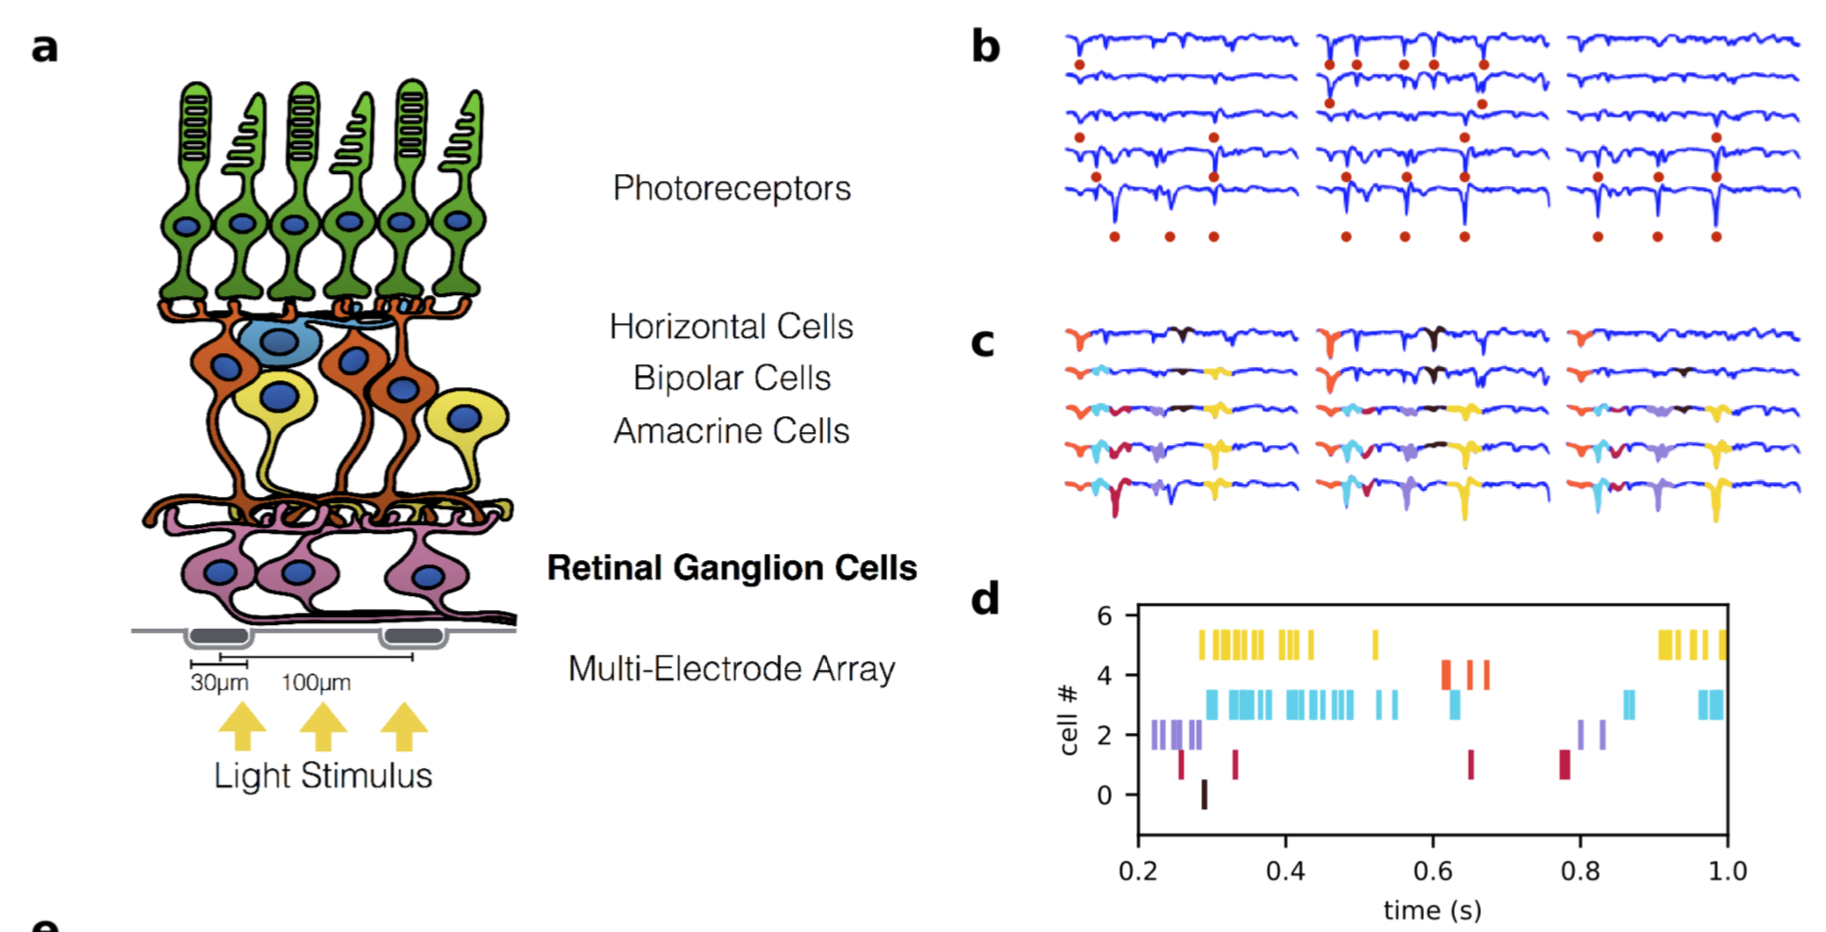 a
Photoreceptors
Horizontal Cells
Bipolar Cells
Amacrine Cells
Retinal Ganglion Cells
Multi-Electrode Array
30µm 100µm
Light Stimulus
b
c
d
6
4
2
0
cell #
0.2 0.4 0.6 0.8 1.0
time (s)
e